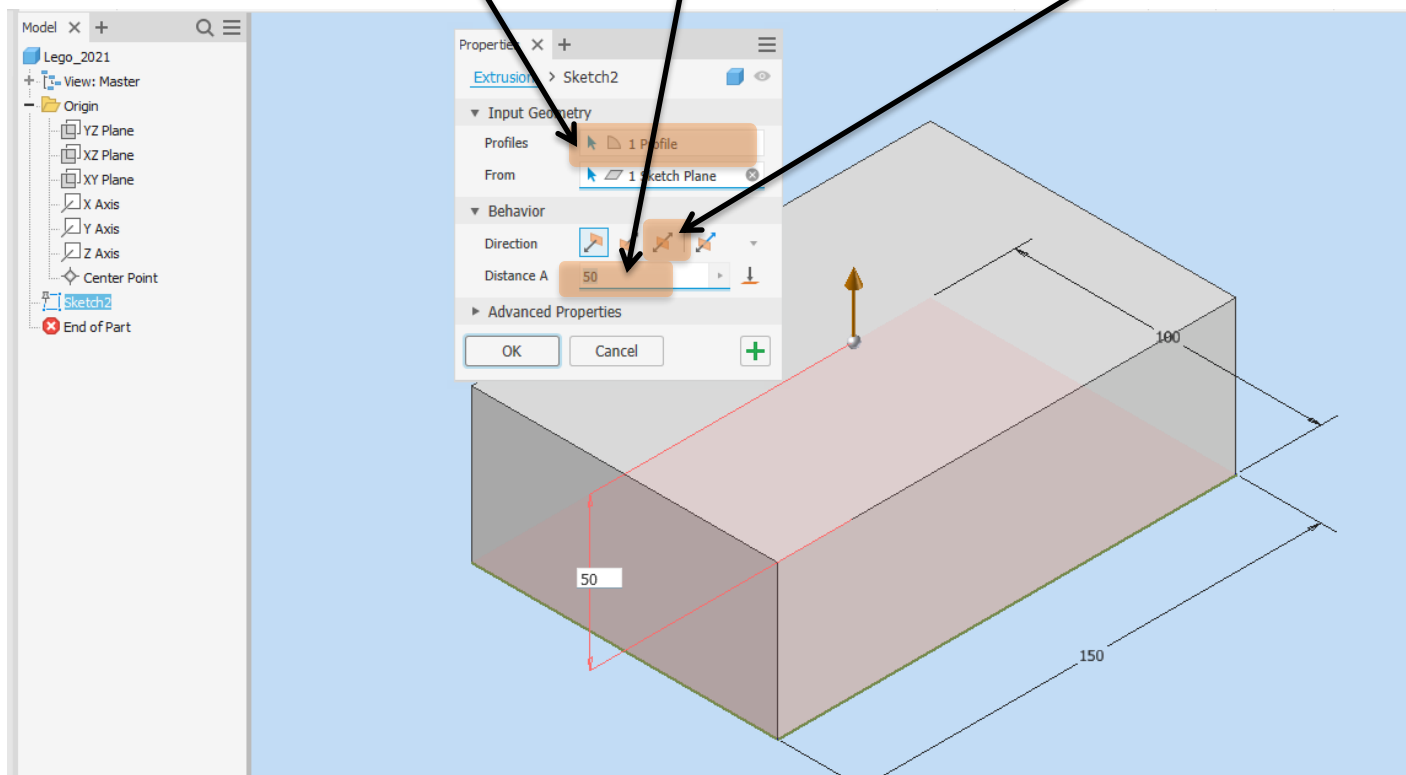 Model
Lego_2021
View: Master
Origin
YZ Plane
XZ Plane
XY Plane
X Axis
Y Axis
Z Axis
Center Point
Sketch2
End of Part
Properties
Extrusion > Sketch2
Input Geometry
Profiles 1 Profile
From 1 Sketch Plane
Behavior
Direction
Distance A 50
Advanced Properties
OK Cancel
100
50
150